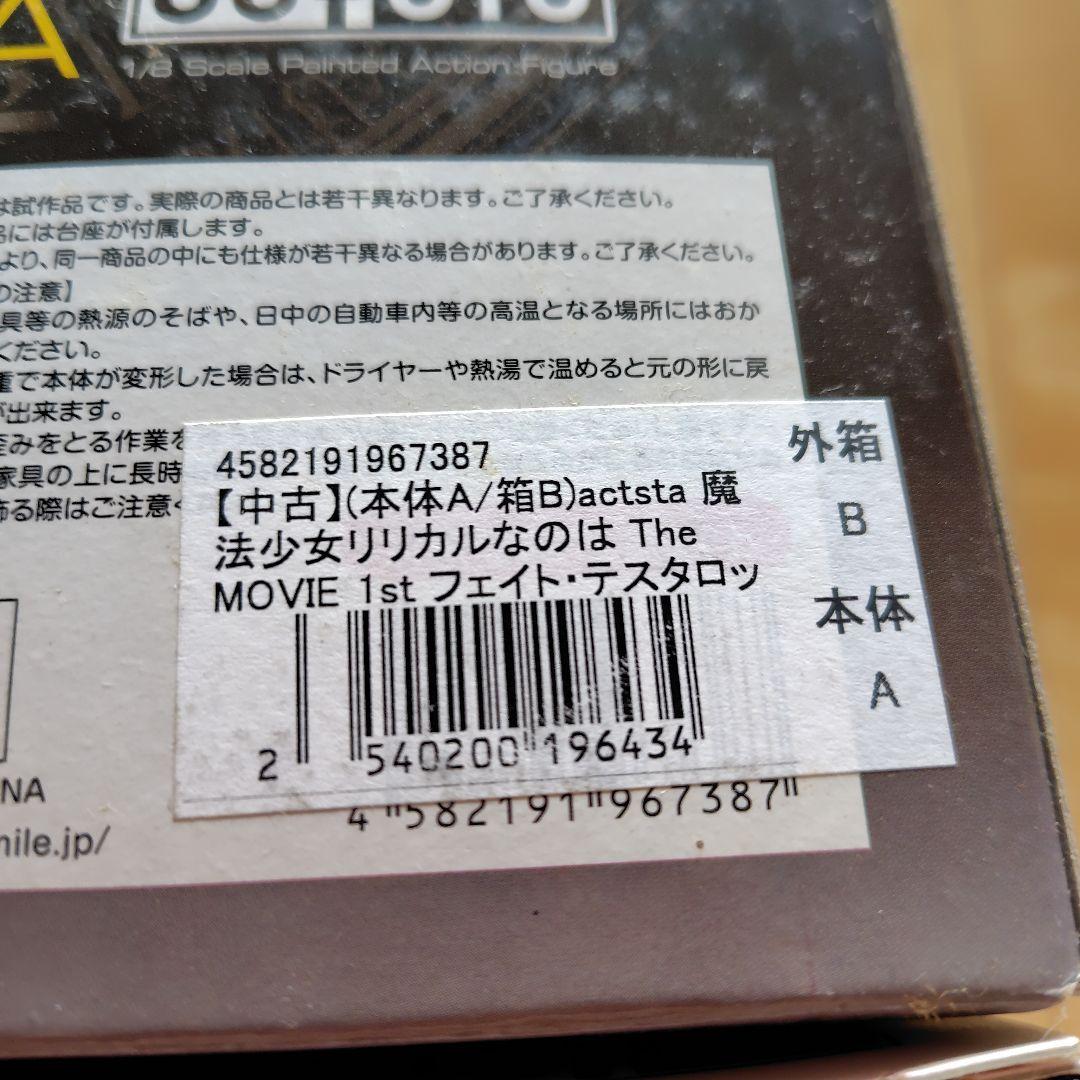 1/8 Scale Painted Action Figure
は試作品です。実際の商品とは若干異なります。ご了承ください。
品には台座が付属します。
より、同一商品の中にも仕様が若干異なる場合があります。ご了承ください。
の注意】
具等の熱源のそばや、日中の自動車内等の高温となる場所にはおか
ください。
重で本体が変形した場合は、ドライヤーや熱湯で温めると元の形に戻
が出来ます。
歪みをとる作業を
家具の上に長時
飾る際はご注意く
4582191967387
【中古】(本体A/箱B)actsta 魔
法少女リリカルなのは The
MOVIE 1st フェイト・テスタロッ
2 540200 196434
外箱
B
本体
A
NA
mile.jp/
4 582191 967387